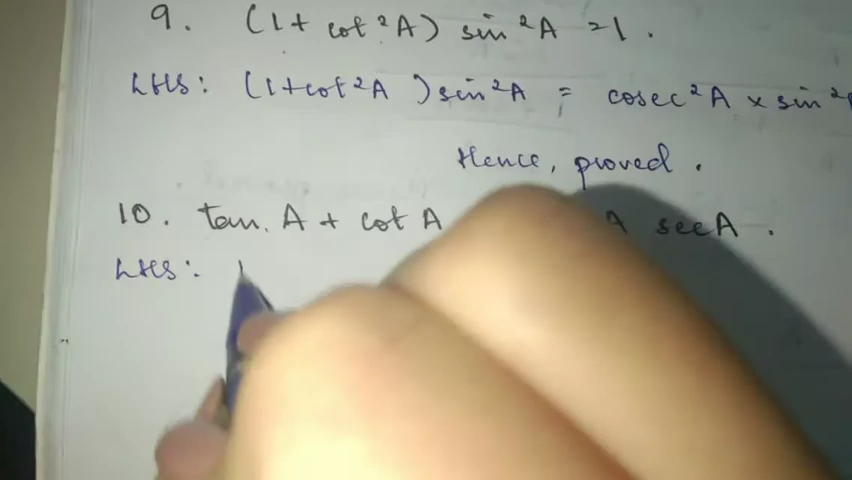 9. (1 + cot²A) sin²A = 1.
LHS: (1+cot²A) sin²A = cosec²A × sin²
Hence, proved.
10. tan A + cot A A secA.
LHS: